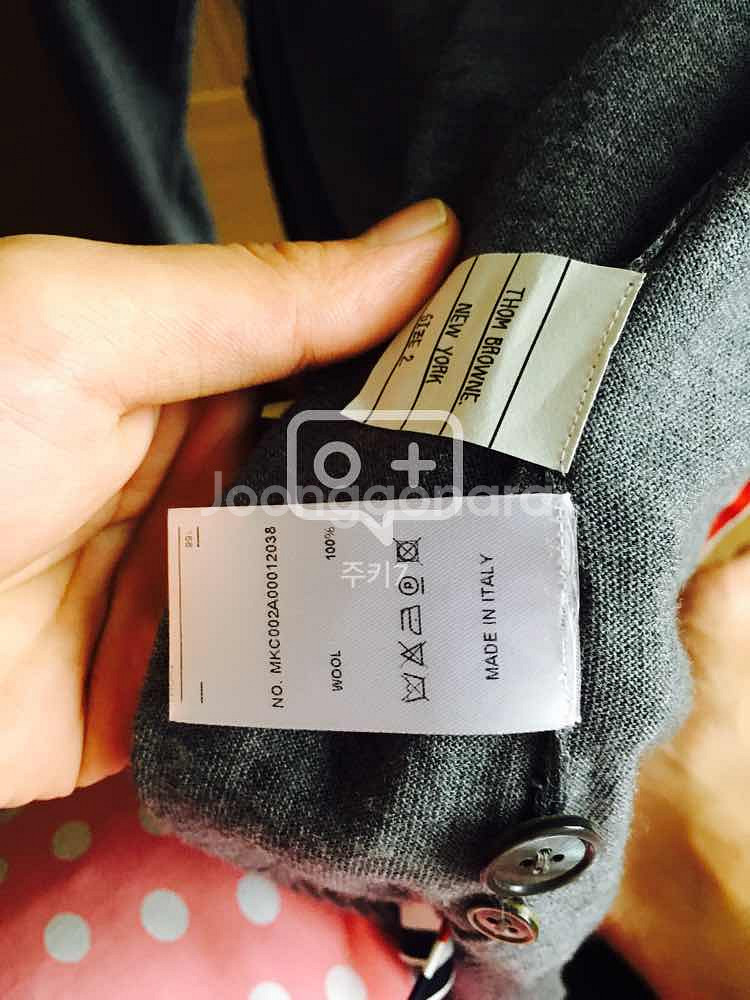 THOM BROWNE.
NEW YORK
SIZE 2
Joonggonara
주키7
NO. MKC002A00012038
100%
WOOL
MADE IN ITALY